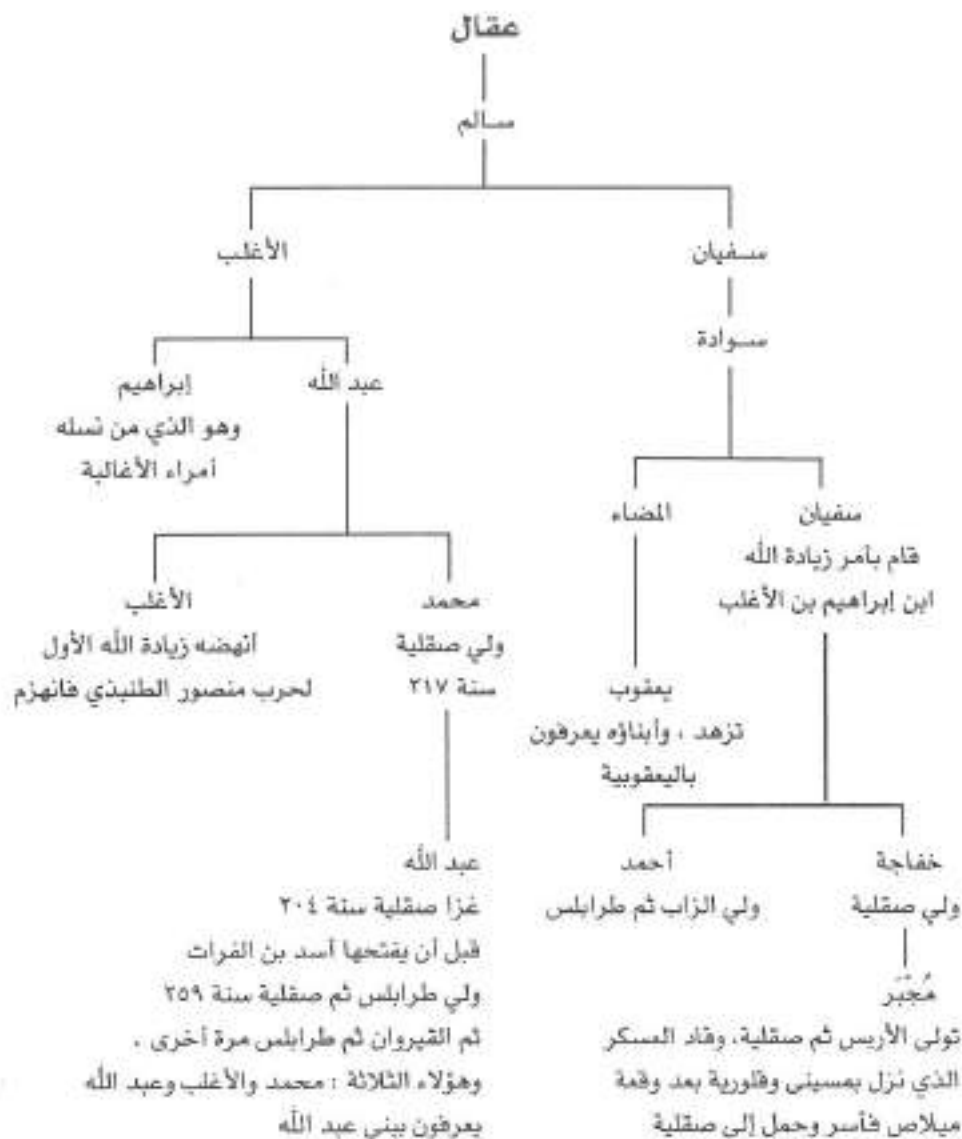 عقال
سالم
سفيان
الأغلب
سوادة
عبد الله
إبراهيم
وهو الذي من نسله
أمراء الأغالبة
سفيان
قام بأمر زيادة الله
ابن إبراهيم بن الأغلب
المضاء
محمد
ولي صقلية
سنة ٢١٧
الأغلب
أنهضه زيادة الله الأول
لحرب منصور الطنبذي فانهزم
يعقوب
تزهد ، وأبناؤه يعرفون
باليعقوبية
خفاجة
ولي صقلية
أحمد
ولي الزاب ثم طرابلس
مُجْبَر
تولى الأربس ثم صقلية، وقاد العسكر
الذي نزل بمسينى وقلورية بعد وقعة
ميلاص فأسر وحمل إلى صقلية
عبد الله
غزا صقلية سنة ٢٠٤
قبل أن يفتحها أسد بن الفرات
ولي طرابلس ثم صقلية سنة ٢٥٩
ثم القيروان ثم طرابلس مرة أخرى .
وهؤلاء الثلاثة : محمد والأغلب وعبد الله
يعرفون ببني عبد الله